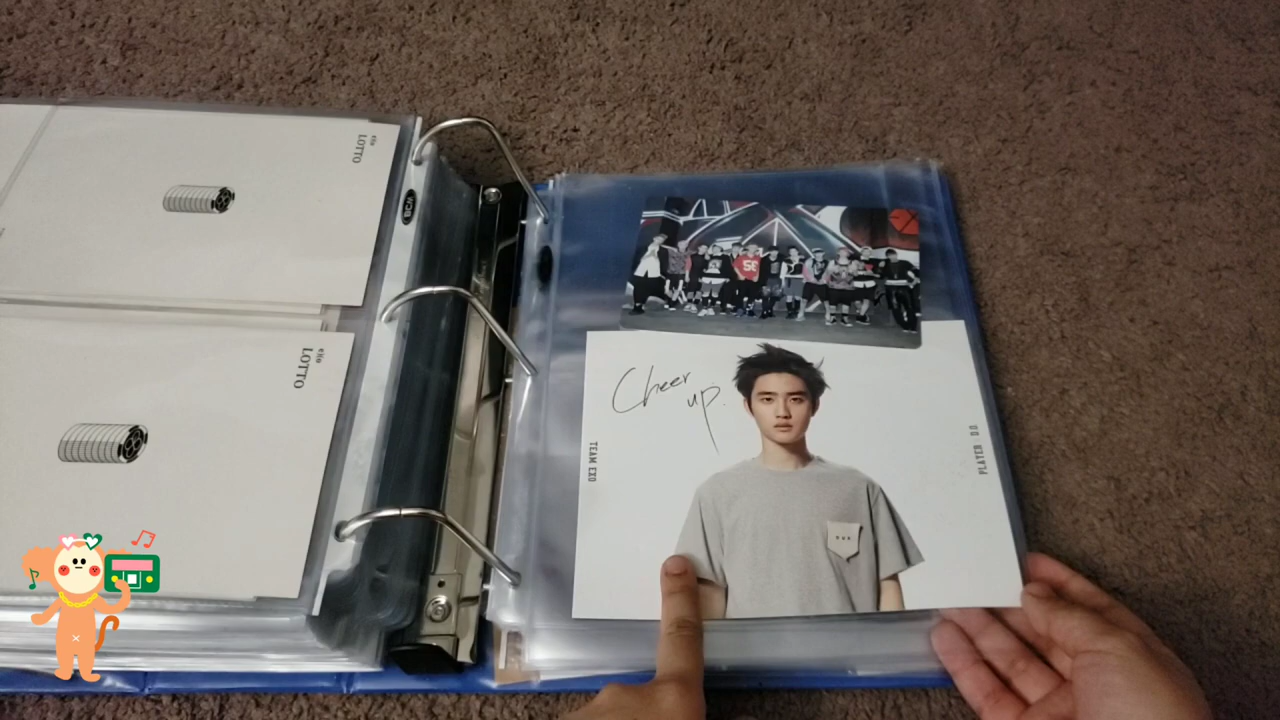 EXO
LOTTO
EXO
LOTTO
Cheer
up.
TEAM EXO
PLAYER D.O.